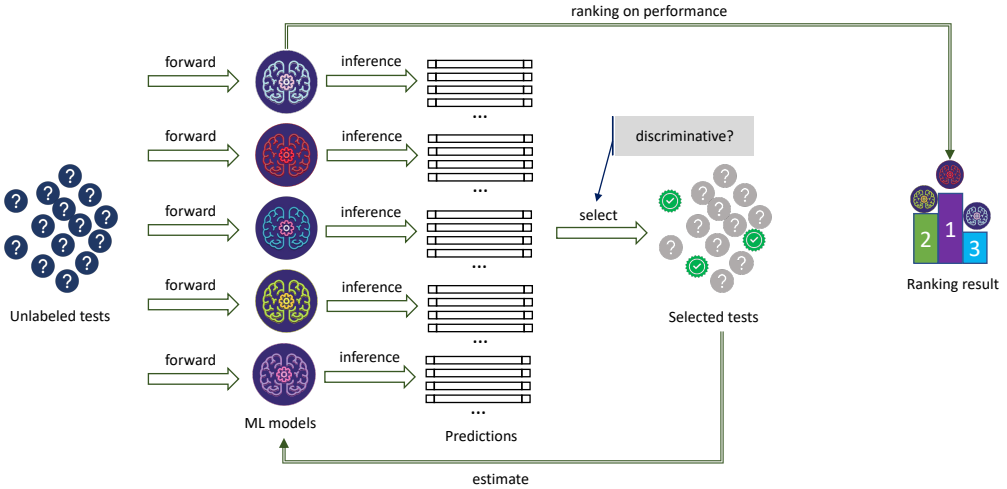 ranking on performance
forward
inference
...
forward
inference
...
discriminative?
forward
inference
...
select
forward
inference
...
forward
inference
...
? ? ? ? ? ? ? ? ? ? ? ? ? ?
? ? ? ? ? ? ? ? ? ? ?
2
1
3
Unlabeled tests
ML models
Predictions
Selected tests
Ranking result
estimate